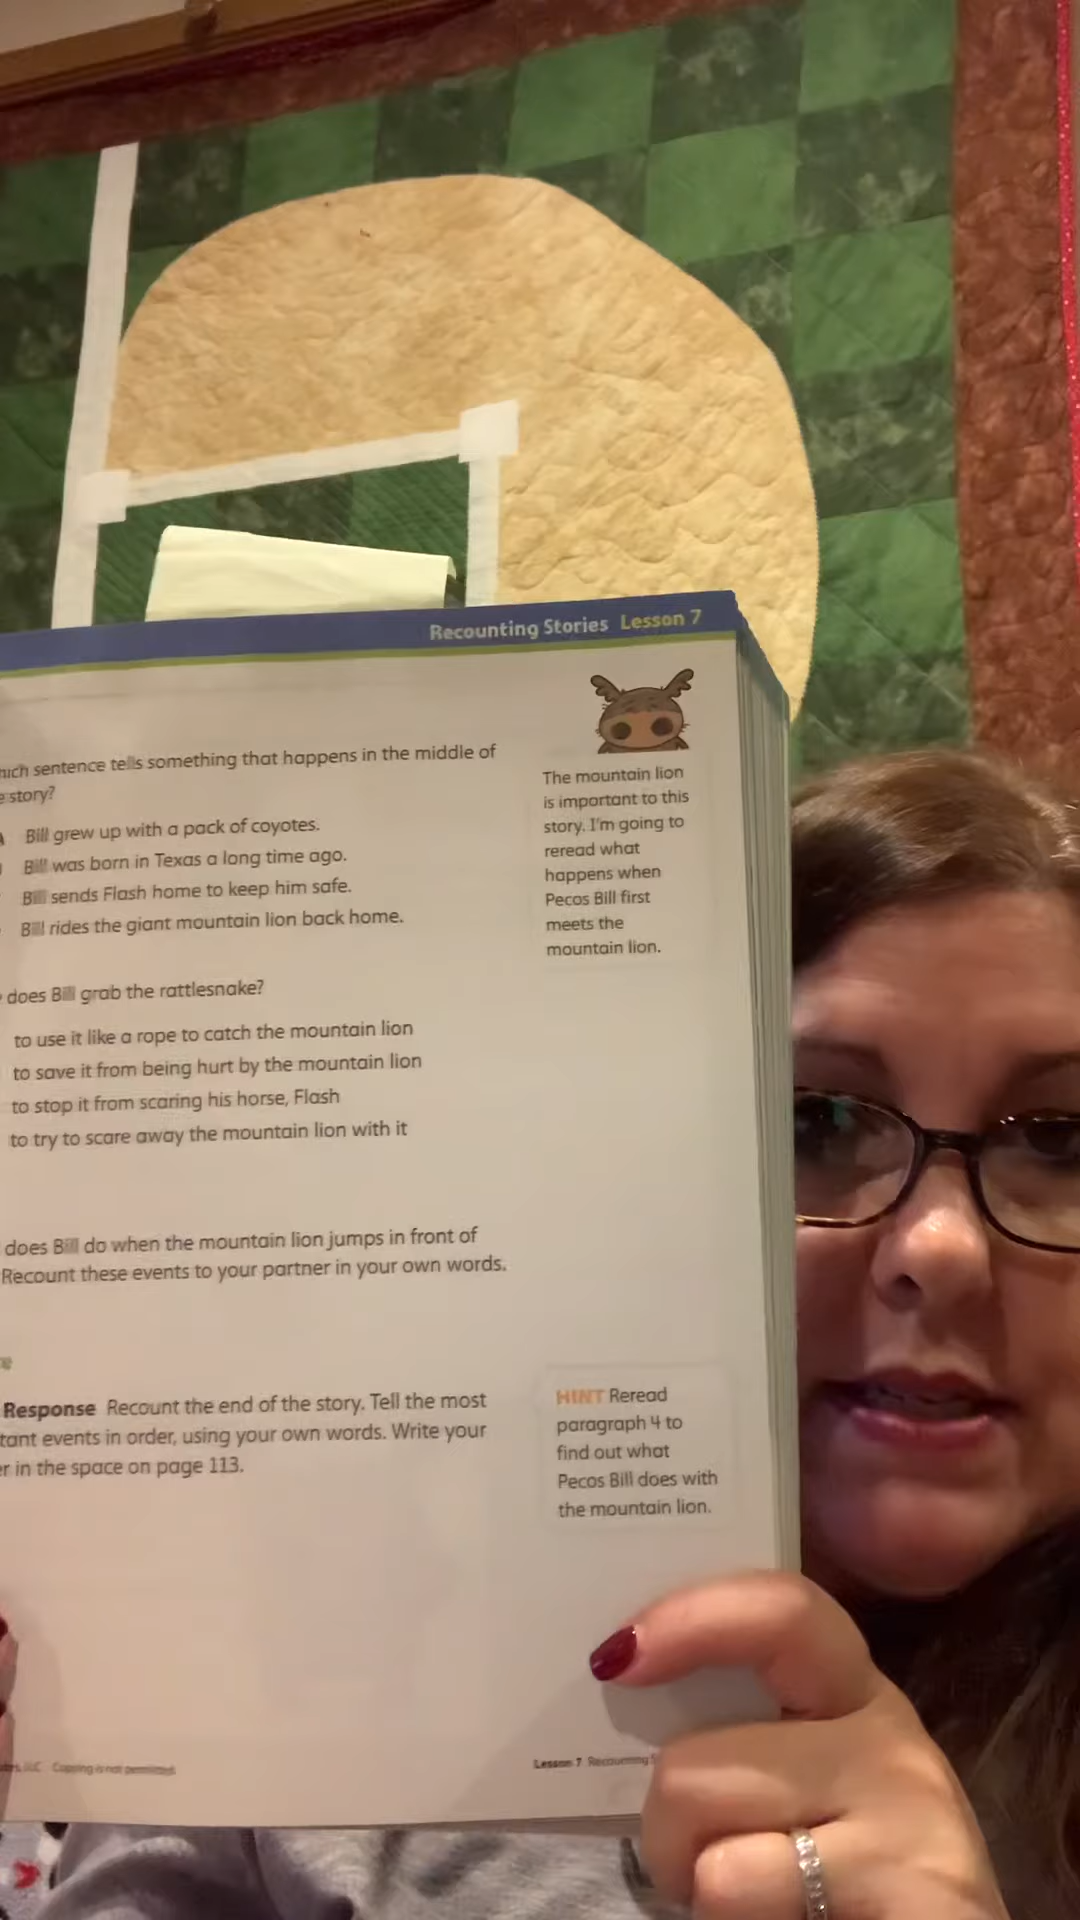 Recounting Stories Lesson 7
sentence tells something that happens in the middle of
story?
Bill grew up with a pack of coyotes.
Bill was born in Texas a long time ago.
Bill sends Flash home to keep him safe.
Bill rides the giant mountain lion back home.
The mountain lion
is important to this
story. I'm going to
reread what
happens when
Pecos Bill first
meets the
mountain lion.
does Bill grab the rattlesnake?
to use it like a rope to catch the mountain lion
to save it from being hurt by the mountain lion
to stop it from scaring his horse, Flash
to try to scare away the mountain lion with it
does Bill do when the mountain lion jumps in front of
Recount these events to your partner in your own words.
Response Recount the end of the story. Tell the most
events in order, using your own words. Write your
in the space on page 113.
HINT Reread
paragraph 4 to
find out what
Pecos Bill does with
the mountain lion.
LLC Copying is not permitted.
Lesson 7 Recounting